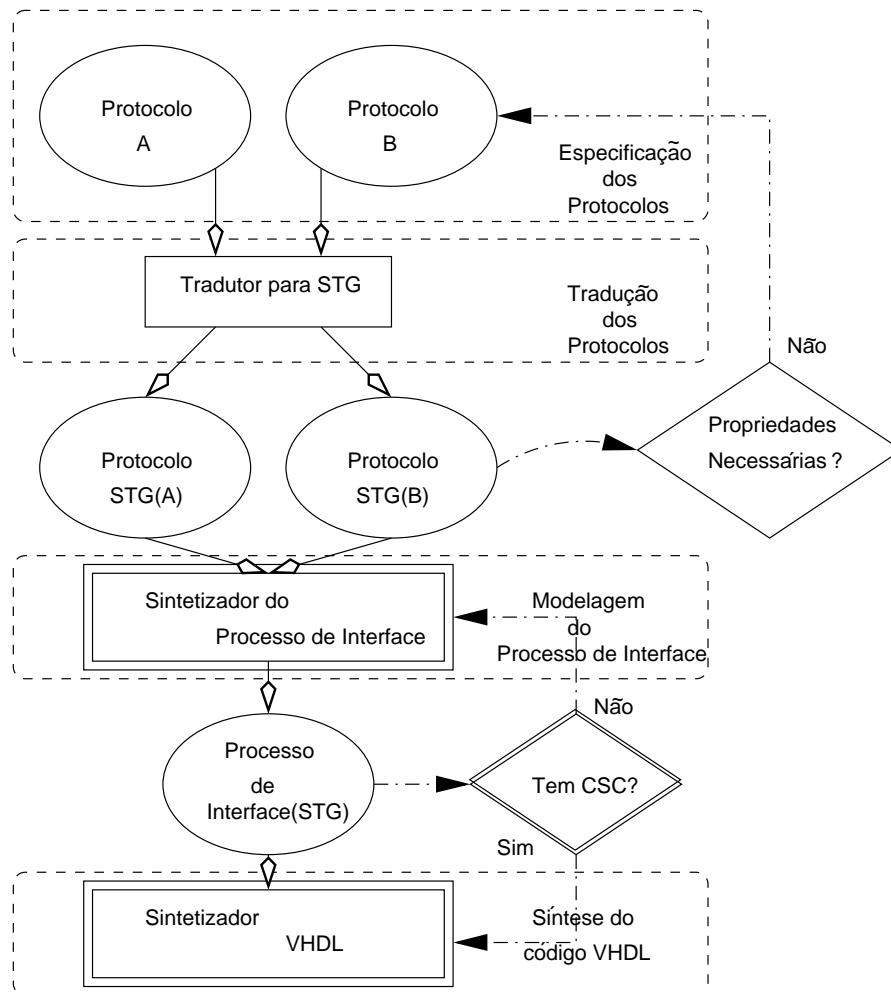 Protocolo
A
Protocolo
B
Especificação
dos
Protocolos
Tradutor para STG
Tradução
dos
Protocolos
Não
Propriedades
Necessárias ?
Protocolo
STG(A)
Protocolo
STG(B)
Sintetizador do
Processo de Interface
Modelagem
do
Processo de Interface
Não
Processo
de
Interface(STG)
Tem CSC?
Sim
Sintetizador
VHDL
Síntese do
código VHDL